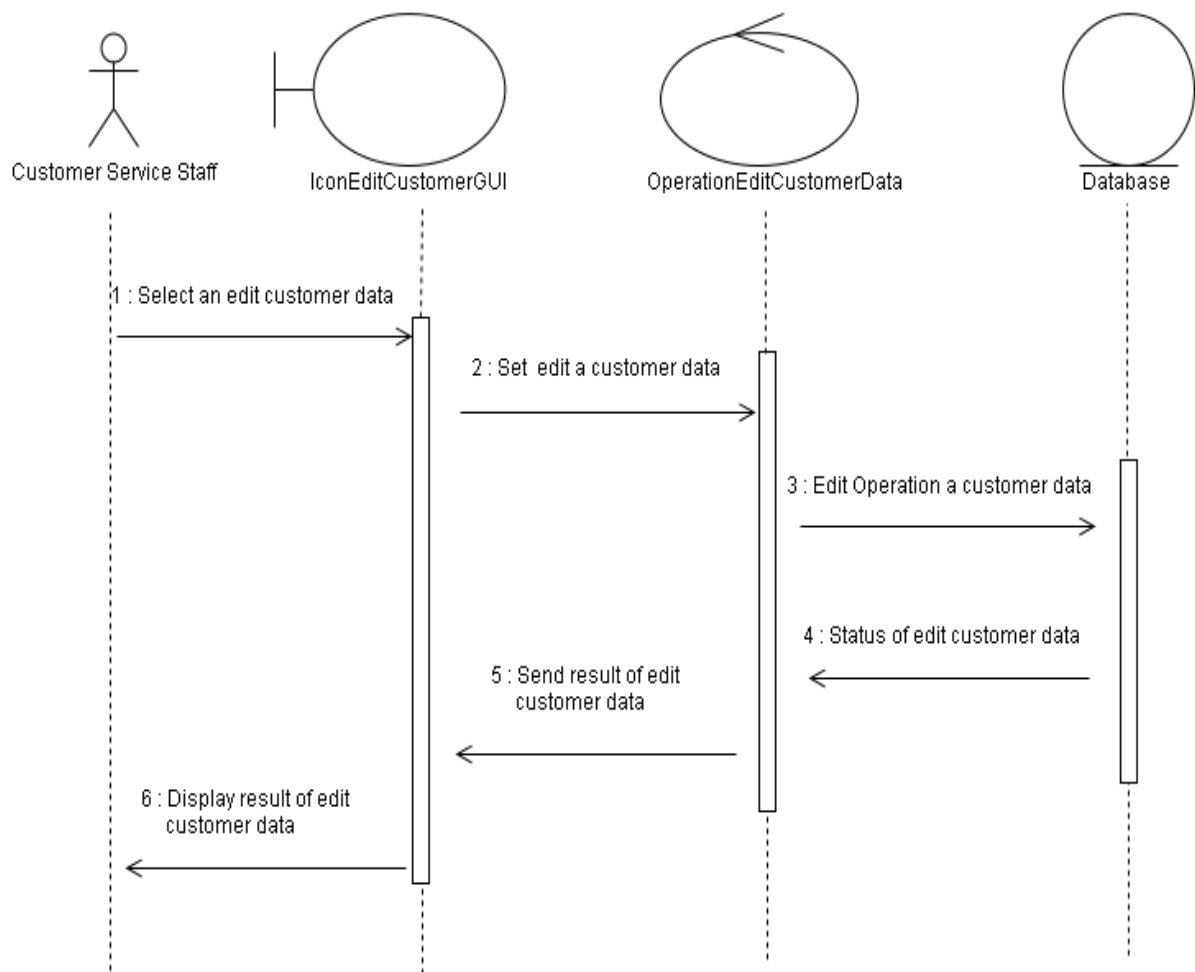 Customer Service Staff
IconEditCustomerGUI
OperationEditCustomerData
Database
1 : Select an edit customer data
2 : Set edit a customer data
3 : Edit Operation a customer data
4 : Status of edit customer data
5 : Send result of edit
customer data
6 : Display result of edit
customer data